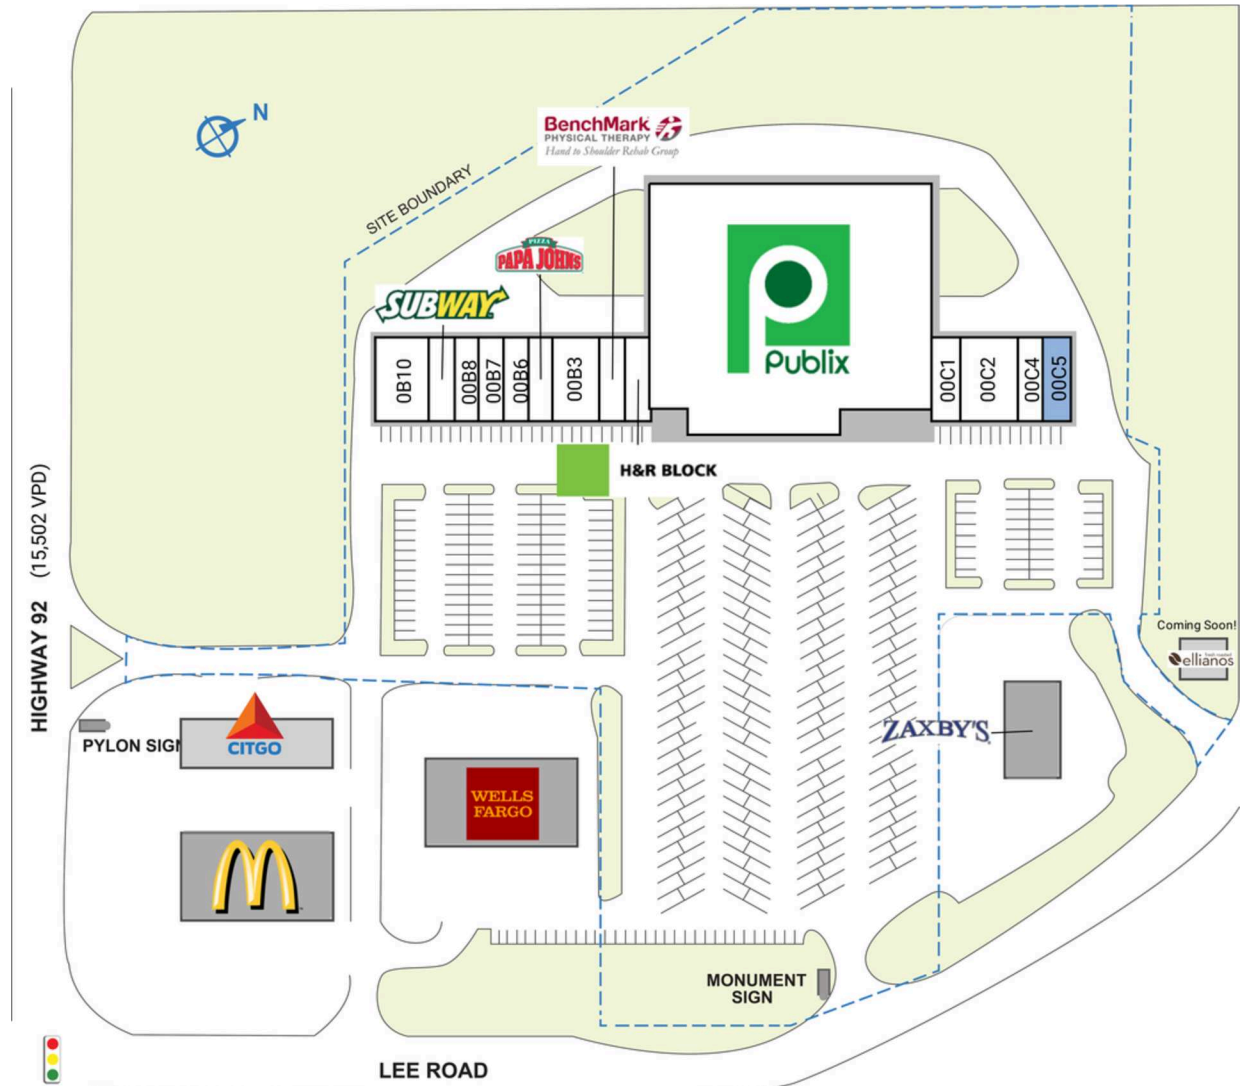 N
BenchMark
PHYSICAL THERAPY
Hand to Shoulder Rehab Group
SITE BOUNDARY
PIZZA
PAPA JOHNS
SUBWAY
Publix
0B10
00B8
00B7
00B6
00B3
00C1
00C2
00C4
00C5
H&R BLOCK
HIGHWAY 92 (15,502 VPD)
Coming Soon!
ellianos
PYLON SIGN
CITGO
ZAXBY'S
WELLS
FARGO
MONUMENT
SIGN
LEE ROAD